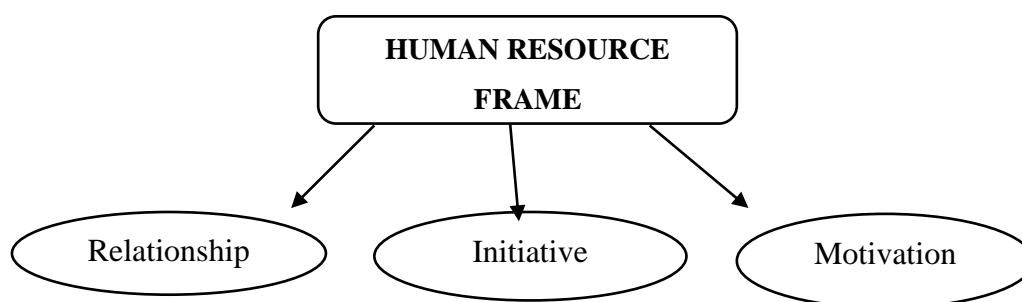 HUMAN RESOURCE
FRAME
Relationship
Initiative
Motivation